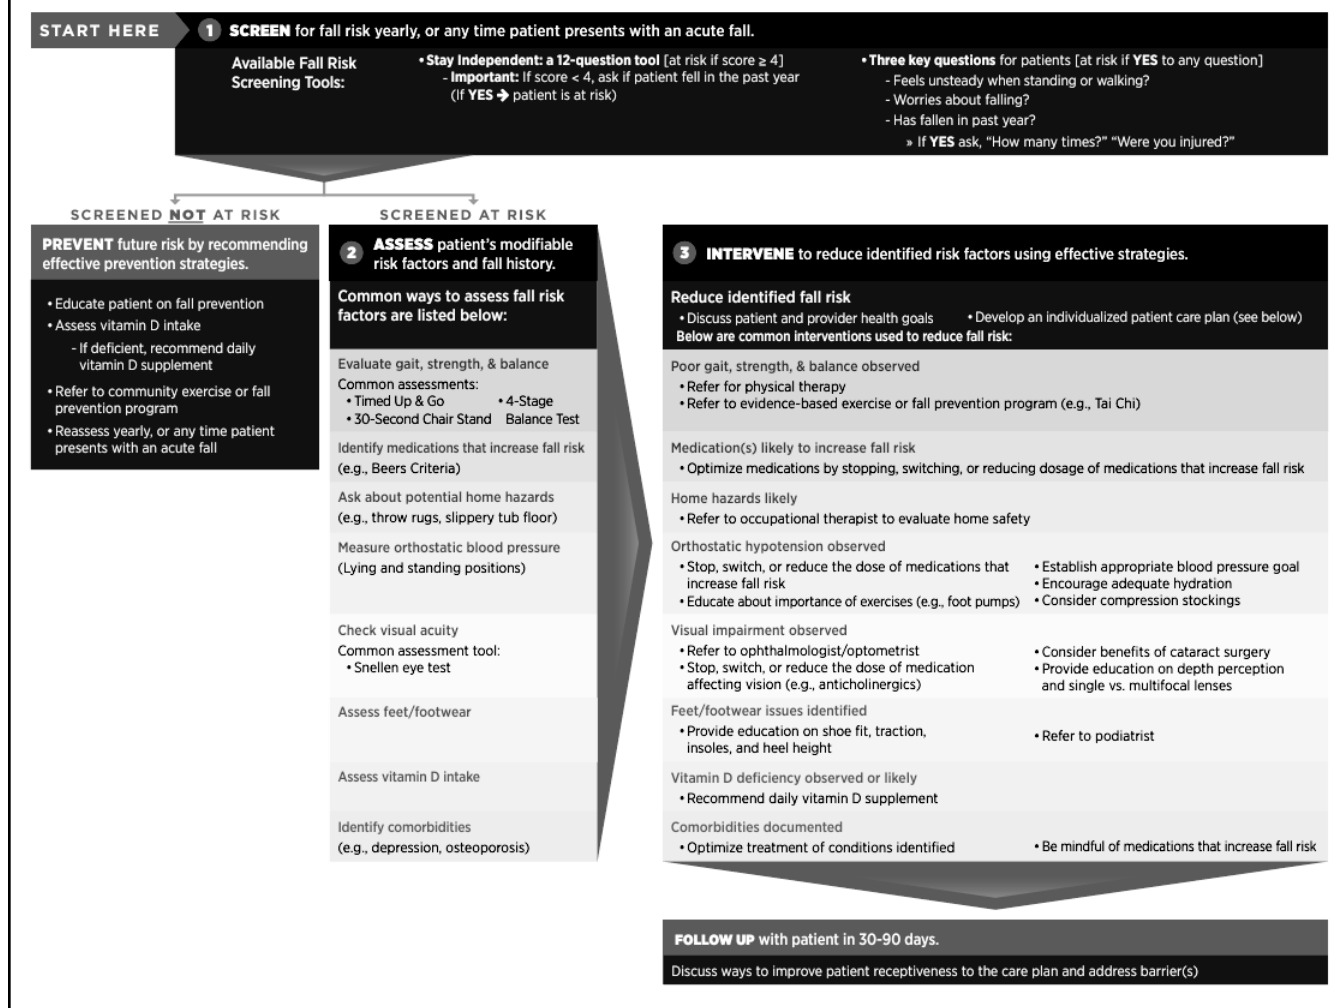 START HERE
1 SCREEN for fall risk yearly, or any time patient presents with an acute fall.
Available Fall Risk
Screening Tools:
• Stay Independent: a 12-question tool [at risk if score ≥ 4]
- Important: If score < 4, ask if patient fell in the past year
(If YES ➔ patient is at risk)
• Three key questions for patients [at risk if YES to any question]
- Feels unsteady when standing or walking?
- Worries about falling?
- Has fallen in past year?
» If YES ask, “How many times?” “Were you injured?”
SCREENED NOT AT RISK
PREVENT future risk by recommending
effective prevention strategies.
• Educate patient on fall prevention
• Assess vitamin D intake
- If deficient, recommend daily
vitamin D supplement
• Refer to community exercise or fall
prevention program
• Reassess yearly, or any time patient
presents with an acute fall
SCREENED AT RISK
2 ASSESS patient’s modifiable
risk factors and fall history.
Common ways to assess fall risk
factors are listed below:
Evaluate gait, strength, & balance
Common assessments:
• Timed Up & Go
• 30-Second Chair Stand
• 4-Stage
Balance Test
Identify medications that increase fall risk
(e.g., Beers Criteria)
Ask about potential home hazards
(e.g., throw rugs, slippery tub floor)
Measure orthostatic blood pressure
(Lying and standing positions)
Check visual acuity
Common assessment tool:
• Snellen eye test
Assess feet/footwear
Assess vitamin D intake
Identify comorbidities
(e.g., depression, osteoporosis)
3 INTERVENE to reduce identified risk factors using effective strategies.
Reduce identified fall risk
• Discuss patient and provider health goals
• Develop an individualized patient care plan (see below)
Below are common interventions used to reduce fall risk:
Poor gait, strength, & balance observed
• Refer for physical therapy
• Refer to evidence-based exercise or fall prevention program (e.g., Tai Chi)
Medication(s) likely to increase fall risk
• Optimize medications by stopping, switching, or reducing dosage of medications that increase fall risk
Home hazards likely
• Refer to occupational therapist to evaluate home safety
Orthostatic hypotension observed
• Stop, switch, or reduce the dose of medications that
increase fall risk
• Educate about importance of exercises (e.g., foot pumps)
• Establish appropriate blood pressure goal
• Encourage adequate hydration
• Consider compression stockings
Visual impairment observed
• Refer to ophthalmologist/optometrist
• Stop, switch, or reduce the dose of medication
affecting vision (e.g., anticholinergics)
• Consider benefits of cataract surgery
• Provide education on depth perception
and single vs. multifocal lenses
Feet/footwear issues identified
• Provide education on shoe fit, traction,
insoles, and heel height
• Refer to podiatrist
Vitamin D deficiency observed or likely
• Recommend daily vitamin D supplement
Comorbidities documented
• Optimize treatment of conditions identified
• Be mindful of medications that increase fall risk
FOLLOW UP with patient in 30-90 days.
Discuss ways to improve patient receptiveness to the care plan and address barrier(s)